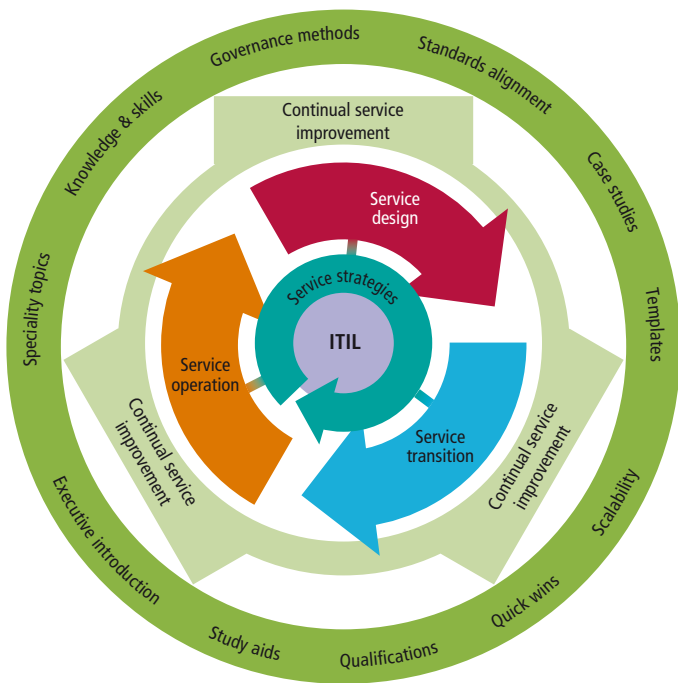 Governance methods
Standards alignment
Case studies
Templates
Scalability
Quick wins
Qualifications
Study aids
Executive introduction
Speciality topics
Knowledge & skills
Continual service
improvement
Service
design
Service strategies
ITIL
Service
operation
Service
transition
Continual service
improvement
Continual service
improvement